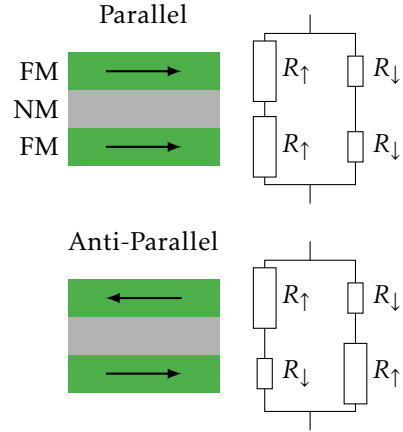 Parallel
FM
NM
FM
R↑
R↓
R↑
R↓
Anti-Parallel
R↑
R↓
R↓
R↑